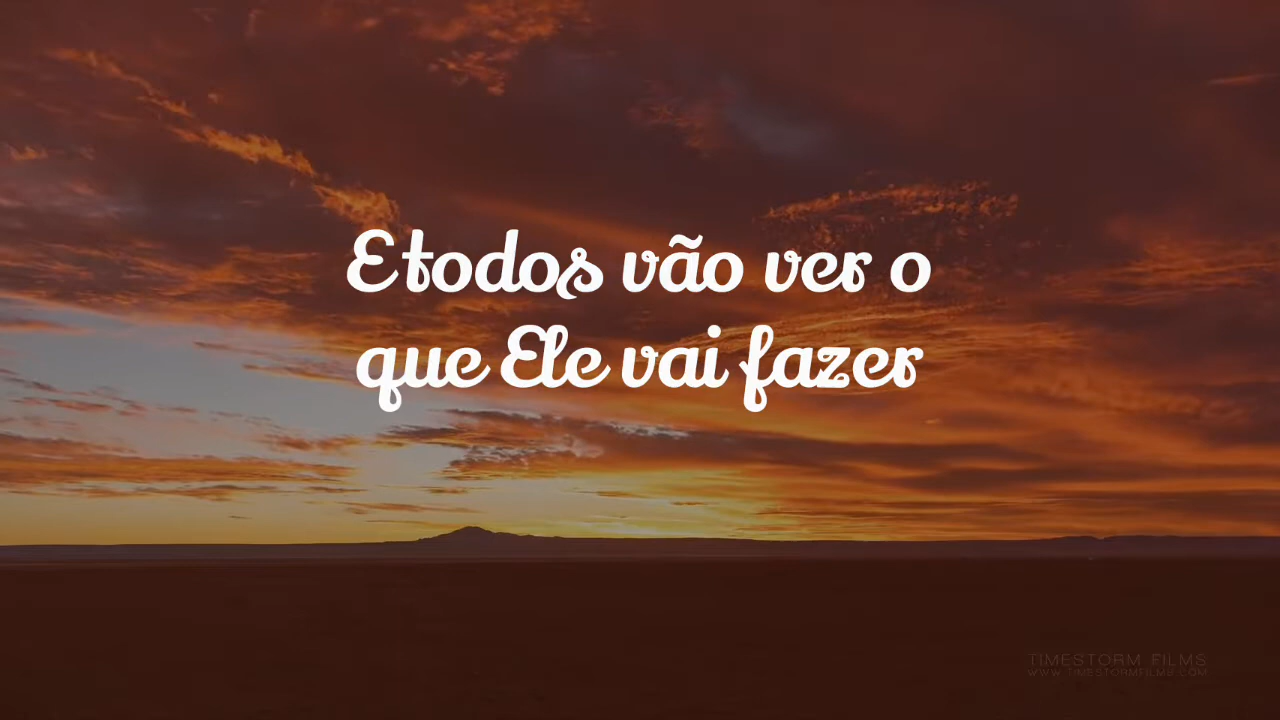 E todos vão ver o
que Ele vai fazer
TIMESTORM FILMS
WWW.TIMESTORMFILMS.COM